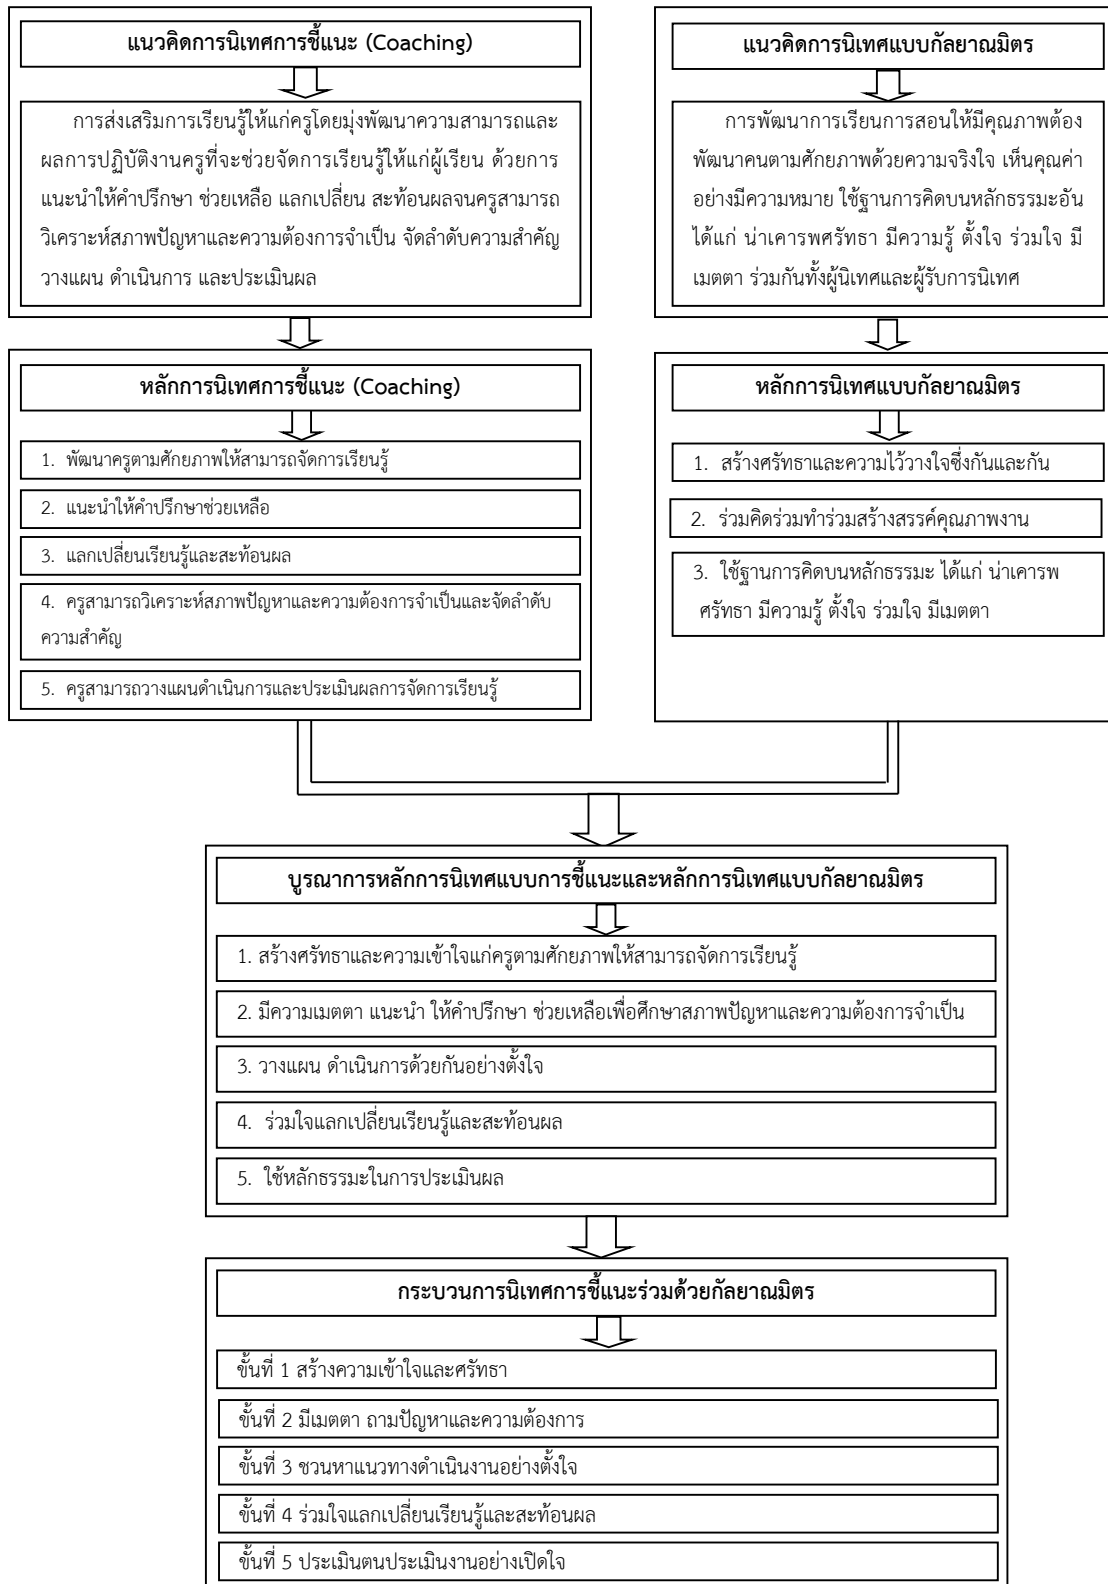 แนวคิดการนิเทศการชี้แนะ (Coaching)
การส่งเสริมการเรียนรู้ให้แก่ครูโดยมุ่งพัฒนาความสามารถและ
ผลการปฏิบัติงานครูที่จะช่วยจัดการเรียนรู้ให้แก่ผู้เรียน ด้วยการ
แนะนำให้คำปรึกษา ช่วยเหลือ แลกเปลี่ยน สะท้อนผลจนครูสามารถ
วิเคราะห์สภาพปัญหาและความต้องการจำเป็น จัดลำดับความสำคัญ
วางแผน ดำเนินการ และประเมินผล
หลักการนิเทศการชี้แนะ (Coaching)
1. พัฒนาครูตามศักยภาพให้สามารถจัดการเรียนรู้
2. แนะนำให้คำปรึกษาช่วยเหลือ
3. แลกเปลี่ยนเรียนรู้และสะท้อนผล
4. ครูสามารถวิเคราะห์สภาพปัญหาและความต้องการจำเป็นและจัดลำดับ
ความสำคัญ
5. ครูสามารถวางแผนดำเนินการและประเมินผลการจัดการเรียนรู้
แนวคิดการนิเทศแบบกัลยาณมิตร
การพัฒนาการเรียนการสอนให้มีคุณภาพต้อง
พัฒนาคนตามศักยภาพด้วยความจริงใจ เห็นคุณค่า
อย่างมีความหมาย ใช้ฐานการคิดบนหลักธรรมะอัน
ได้แก่ น่าเคารพศรัทธา มีความรู้ ตั้งใจ ร่วมใจ มี
เมตตา ร่วมกันทั้งผู้นิเทศและผู้รับการนิเทศ
หลักการนิเทศแบบกัลยาณมิตร
1. สร้างศรัทธาและความไว้วางใจซึ่งกันและกัน
2. ร่วมคิดร่วมทำร่วมสร้างสรรค์คุณภาพงาน
3. ใช้ฐานการคิดบนหลักธรรมะ ได้แก่ น่าเคารพ
ศรัทธา มีความรู้ ตั้งใจ ร่วมใจ มีเมตตา
บูรณาการหลักการนิเทศแบบการชี้แนะและหลักการนิเทศแบบกัลยาณมิตร
1. สร้างศรัทธาและความเข้าใจแก่ครูตามศักยภาพให้สามารถจัดการเรียนรู้
2. มีความเมตตา แนะนำ ให้คำปรึกษา ช่วยเหลือเพื่อศึกษาสภาพปัญหาและความต้องการจำเป็น
3. วางแผน ดำเนินการด้วยกันอย่างตั้งใจ
4. ร่วมใจแลกเปลี่ยนเรียนรู้และสะท้อนผล
5. ใช้หลักธรรมะในการประเมินผล
กระบวนการนิเทศการชี้แนะร่วมด้วยกัลยาณมิตร
ขั้นที่ 1 สร้างความเข้าใจและศรัทธา
ขั้นที่ 2 มีเมตตา ถามปัญหาและความต้องการ
ขั้นที่ 3 ชวนหาแนวทางดำเนินงานอย่างตั้งใจ
ขั้นที่ 4 ร่วมใจแลกเปลี่ยนเรียนรู้และสะท้อนผล
ขั้นที่ 5 ประเมินตนประเมินงานอย่างเปิดใจ